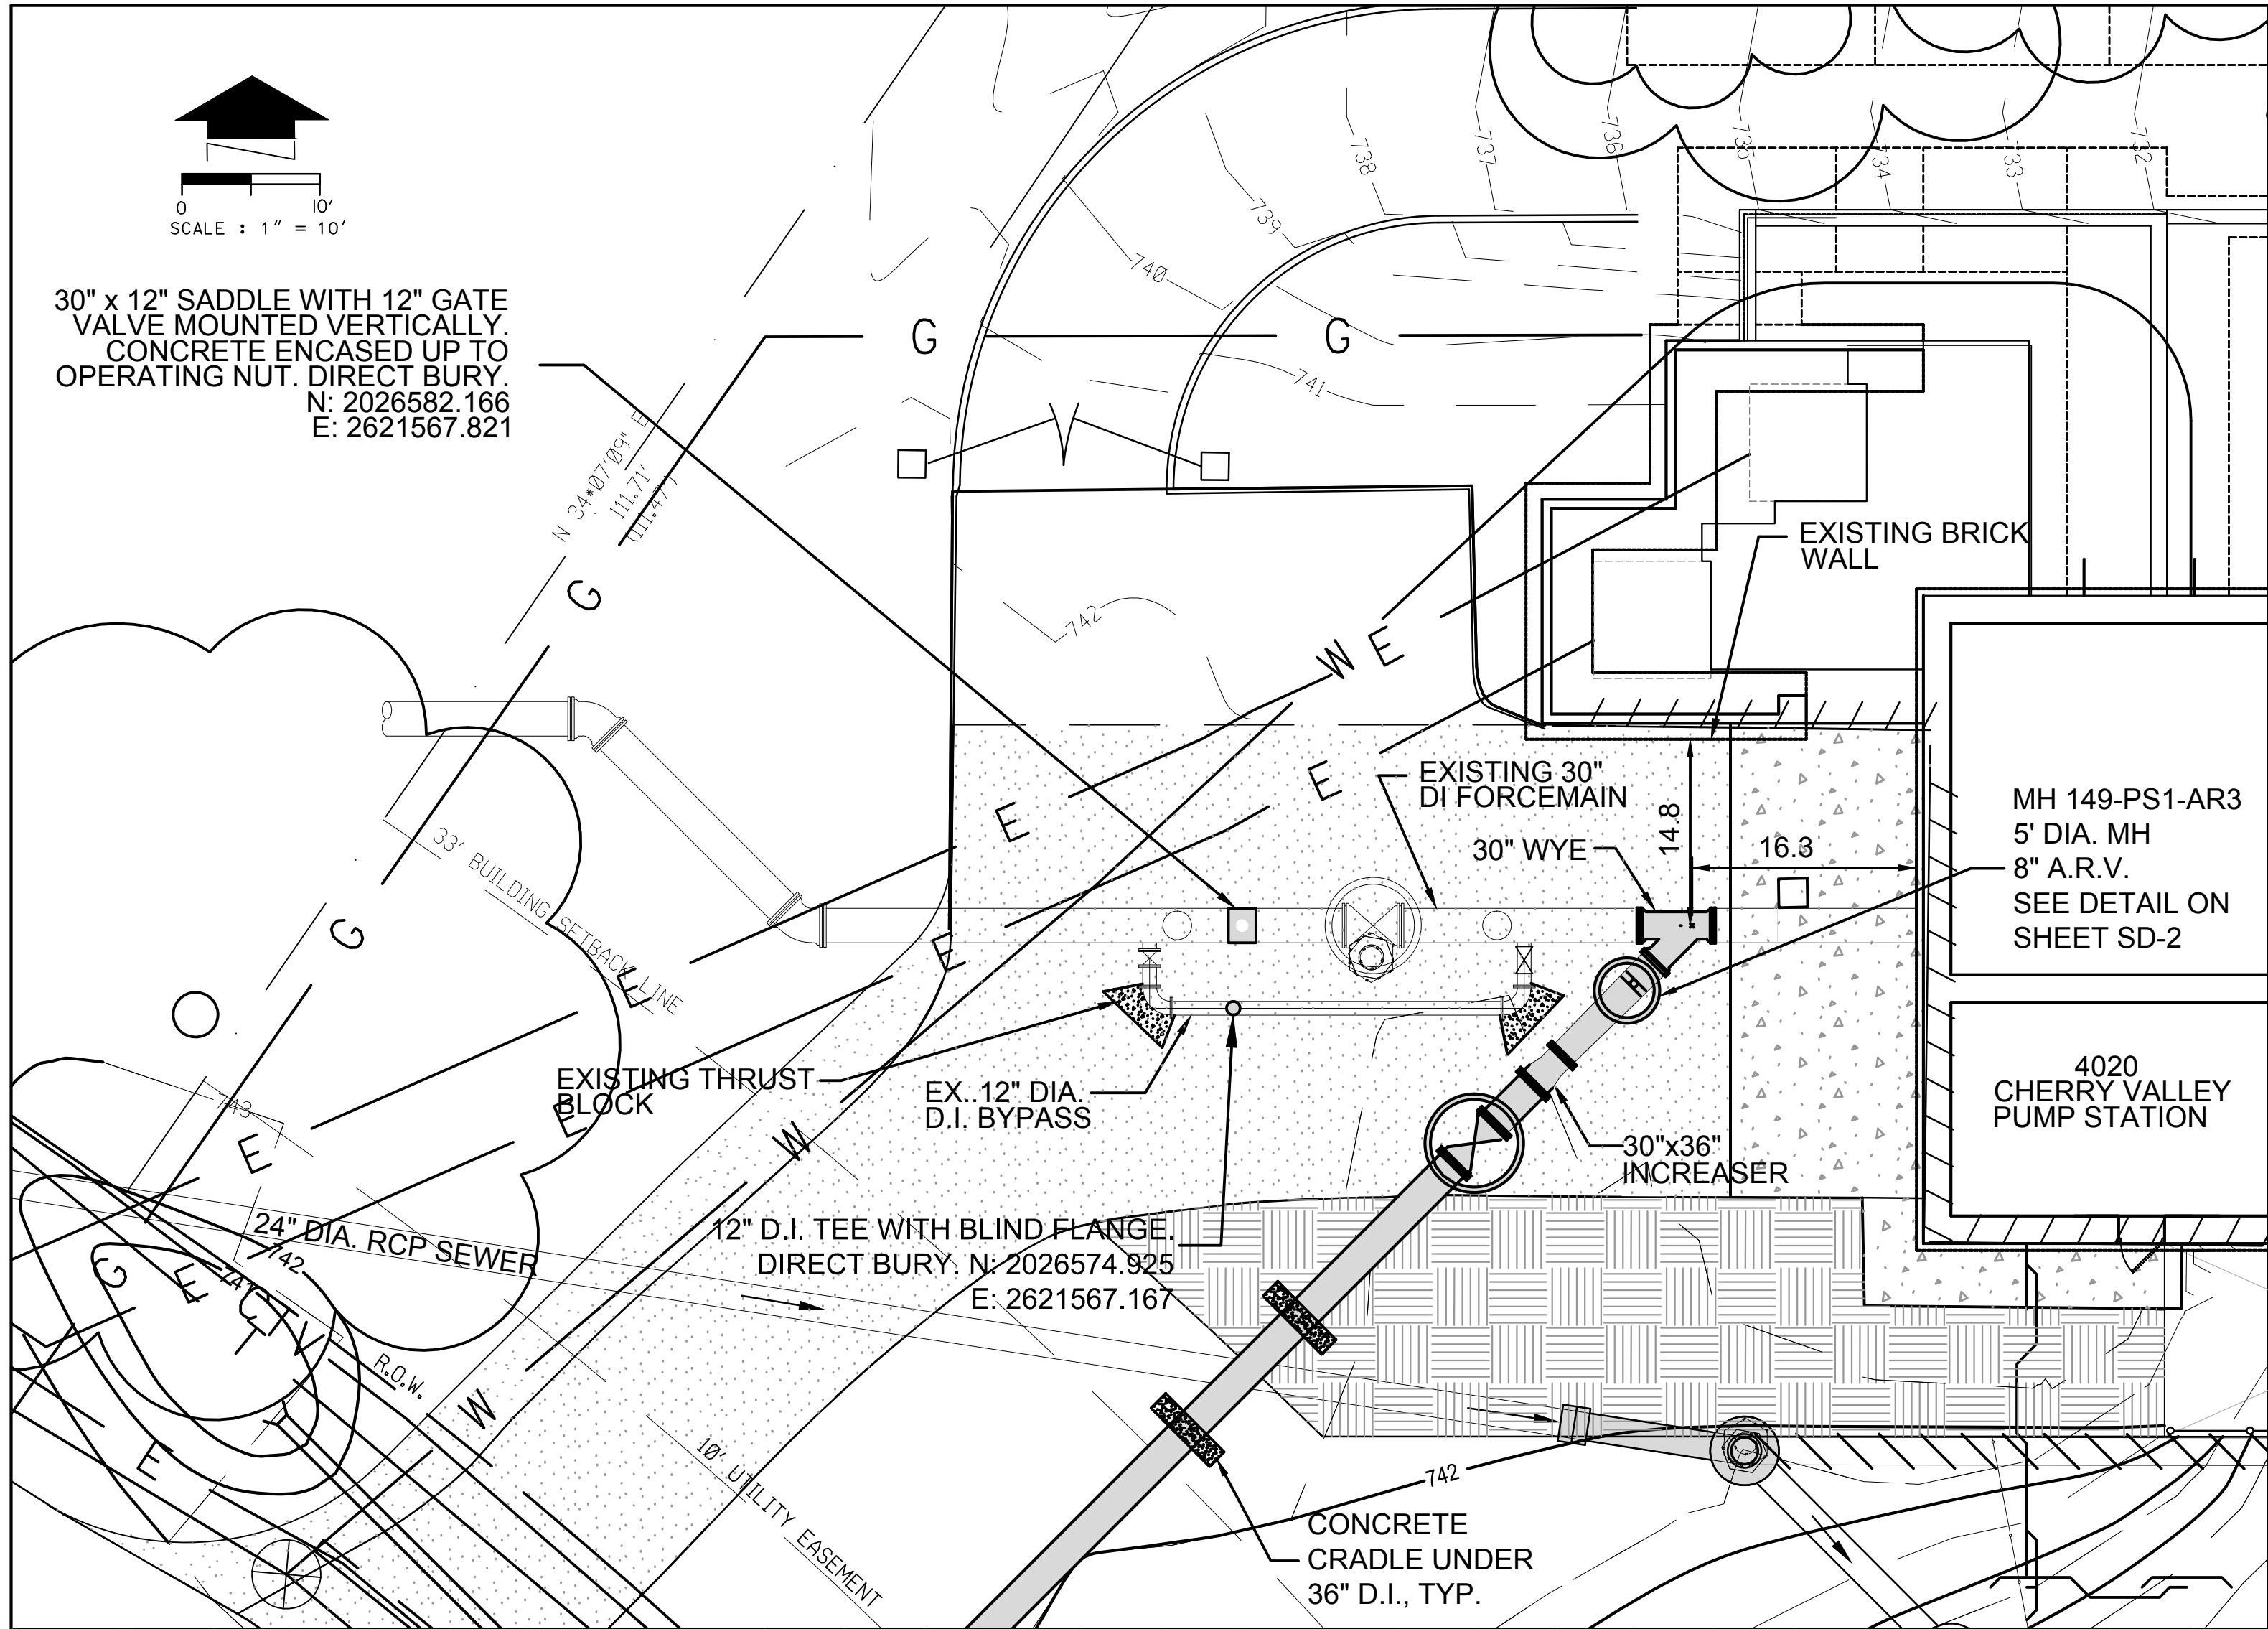 0 10'
SCALE : 1" = 10'
30" x 12" SADDLE WITH 12" GATE
VALVE MOUNTED VERTICALLY.
CONCRETE ENCASED UP TO
OPERATING NUT. DIRECT BURY.
N: 2026582.166
E: 2621567.821
738
737
736
735
734
733
732
739
740
741
742
G
G
G
G
N 34*07'09" E
111.71'
(111.47')
EXISTING BRICK
WALL
W
E
E
E
E
E
E
E
EXISTING 30"
DI FORCEMAIN
30" WYE
14.8
16.3
MH 149-PS1-AR3
5' DIA. MH
8" A.R.V.
SEE DETAIL ON
SHEET SD-2
33' BUILDING SETBACK LINE
EXISTING THRUST
BLOCK
EX..12" DIA.
D.I. BYPASS
W
4020
CHERRY VALLEY
PUMP STATION
30"x36"
INCREASER
743
24" DIA. RCP SEWER
742
741
12" D.I. TEE WITH BLIND FLANGE.
DIRECT BURY. N: 2026574.925
E: 2621567.167
G
E
CTV
R.O.W.
W
E
10' UTILITY EASEMENT
742
CONCRETE
CRADLE UNDER
36" D.I., TYP.